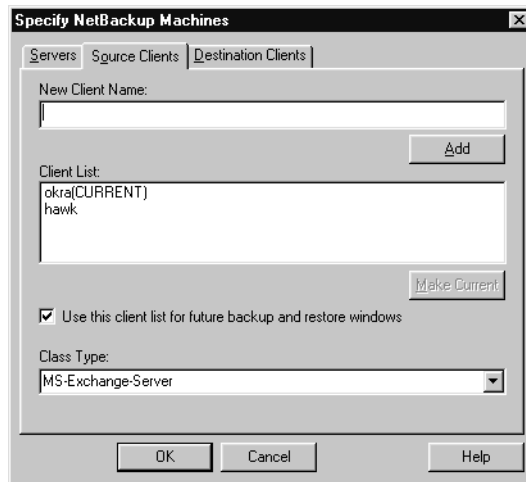 Specify NetBackup Machines
Servers
Source Clients
Destination Clients
New Client Name:
Add
Client List:
okra(CURRENT)
hawk
Make Current
Use this client list for future backup and restore windows
Class Type:
MS-Exchange-Server
OK
Cancel
Help